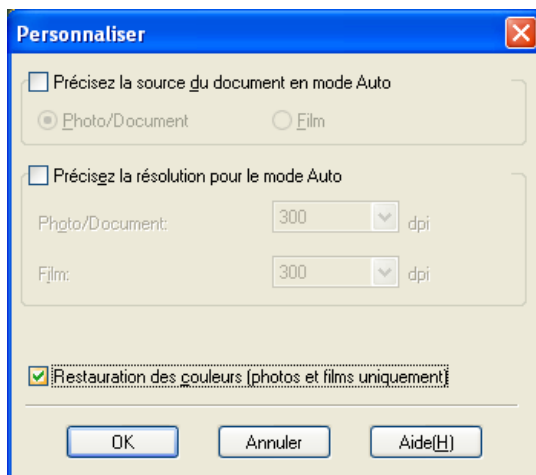 Personnaliser
Précisez la source du document en mode Auto
Photo/Document
Film
Précisez la résolution pour le mode Auto
Photo/Document: 300 dpi
Film: 300 dpi
Restauration des couleurs (photos et films uniquement)
OK Annuler Aide(H)